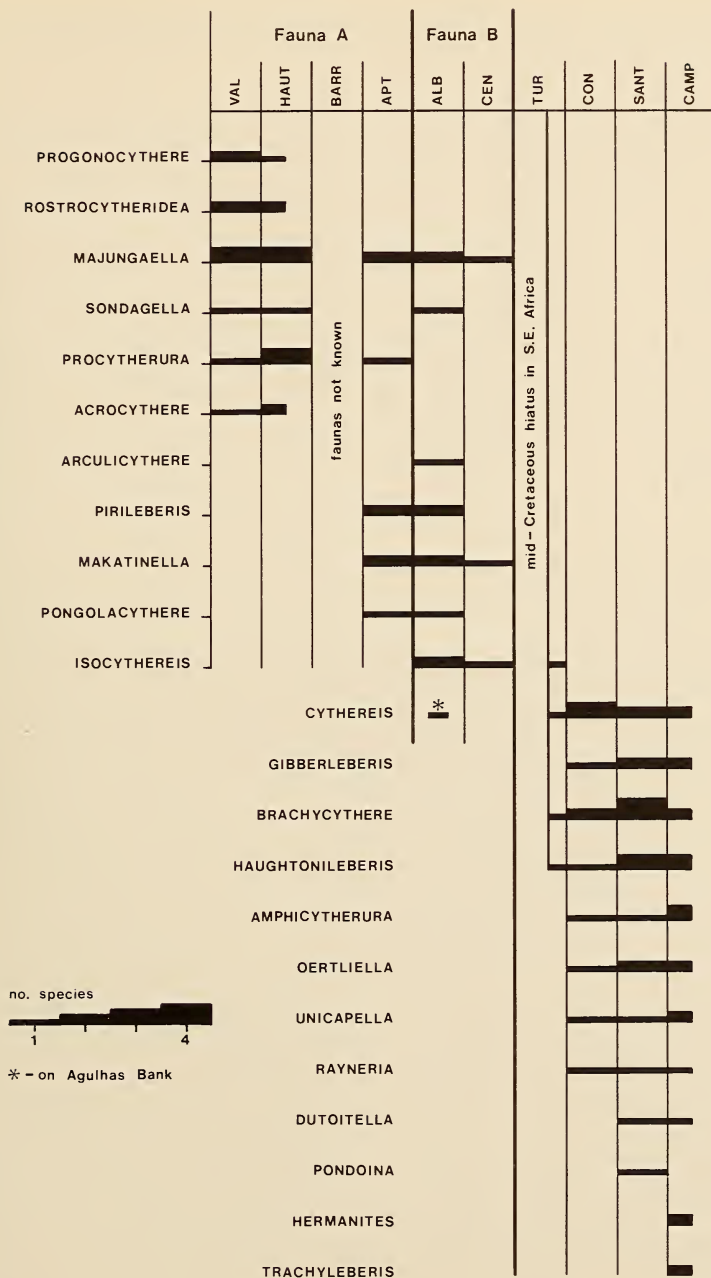 Fauna A
Fauna B
VAL
HAUT
BARR
APT
ALB
CEN
TUR
CON
SANT
CAMP
PROGONOCYTHERE
ROSTROCYTHERIDEA
MAJUNGAELLA
SONDAGELLA
PROCYTHERURA
ACROCYTHERE
ARCULICYTHERE
PIRILEBERIS
MAKATINELLA
PONGOLACYTHERE
ISOCYTHEREIS
faunas not known
mid-Cretaceous hiatus in S.E. Africa
CYTHEREIS
*
GIBBERLEBERIS
BRACHYCYTHERE
HAUGHTONILEBERIS
AMPHICYTHERURA
OERTLIELLA
UNICAPELLA
RAYNERIA
DUTOITELLA
PONDOINA
HERMANITES
TRACHYLEBERIS
no. species
1 4
* - on Agulhas Bank